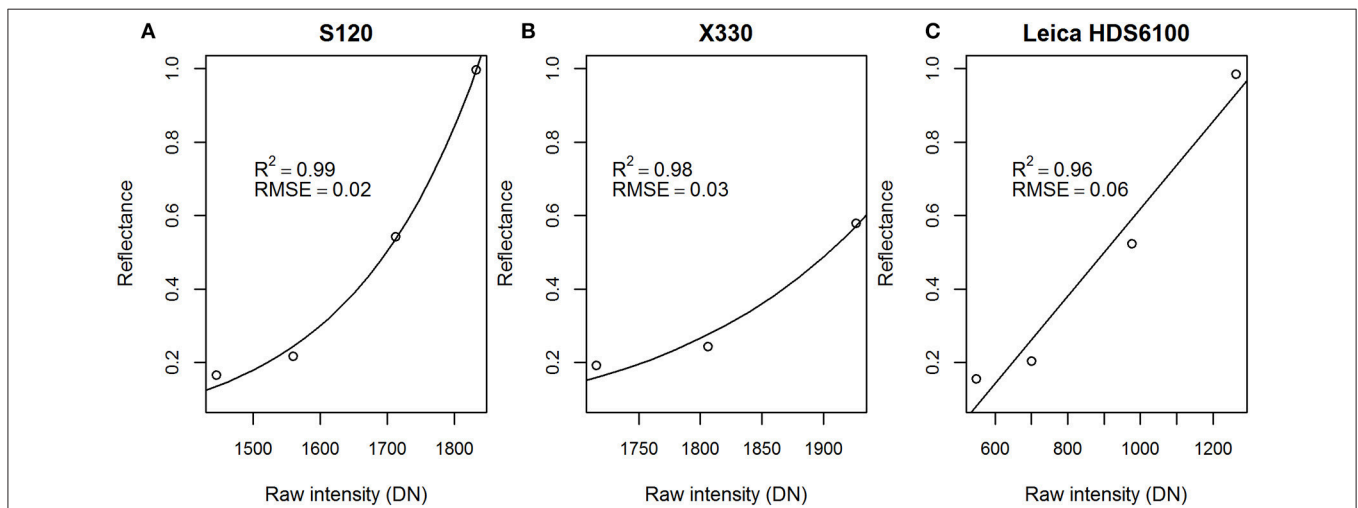 A S120
Reflectance
1.0
0.8
0.6
0.4
0.2
R² = 0.99
RMSE = 0.02
1500 1600 1700 1800
Raw intensity (DN)
B X330
Reflectance
1.0
0.8
0.6
0.4
0.2
R² = 0.98
RMSE = 0.03
1750 1800 1850 1900
Raw intensity (DN)
C Leica HDS6100
Reflectance
1.0
0.8
0.6
0.4
0.2
R² = 0.96
RMSE = 0.06
600 800 1000 1200
Raw intensity (DN)